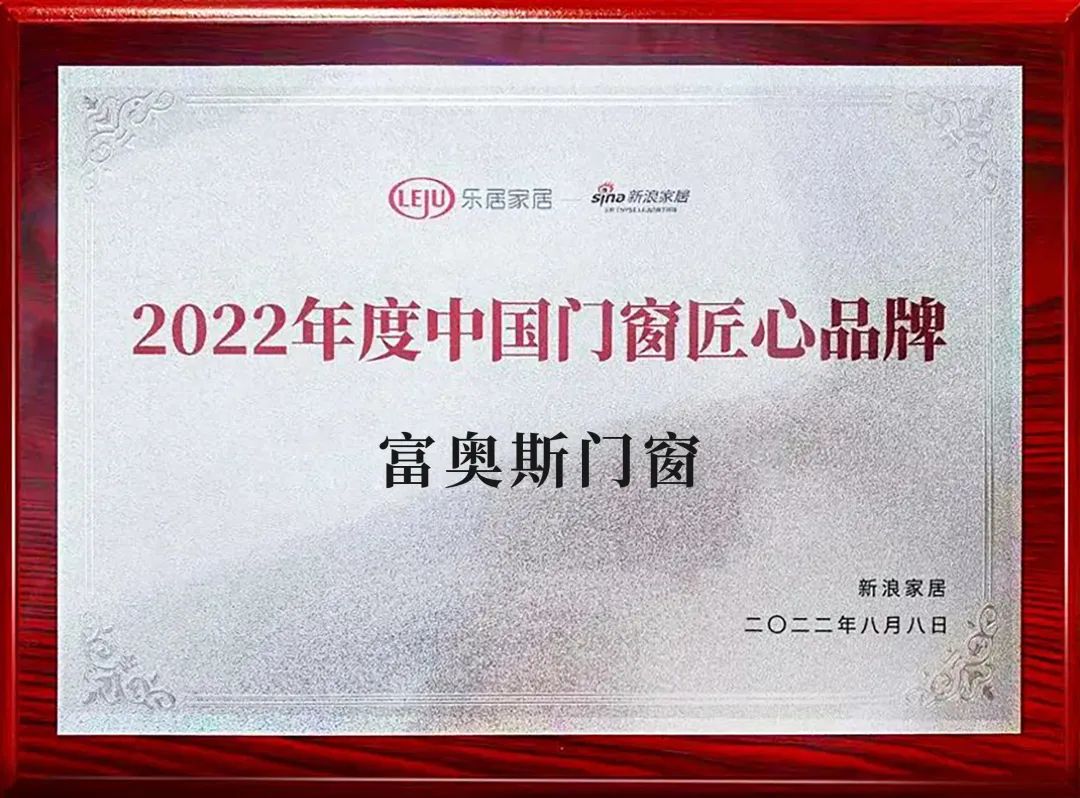 LEJU 乐居家居 — sina 新浪家居
2022年度中国门窗匠心品牌
富奥斯门窗
新浪家居
二〇二二年八月八日